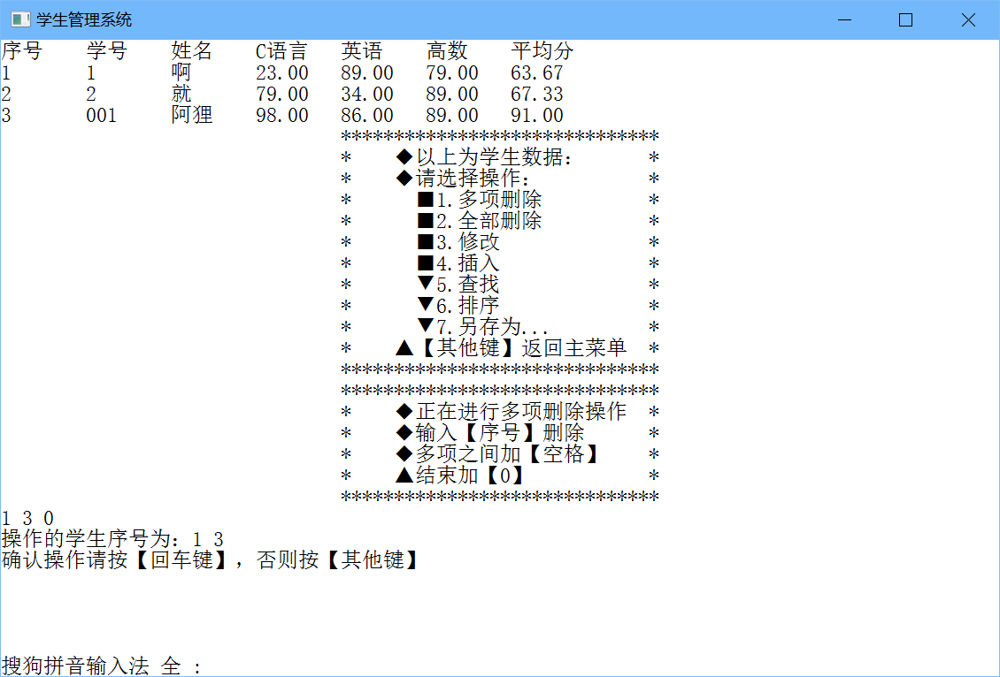 学生管理系统
序号 学号 姓名 C语言 英语 高数 平均分
1 1 啊 23.00 89.00 79.00 63.67
2 2 就 79.00 34.00 89.00 67.33
3 001 阿狸 98.00 86.00 89.00 91.00
******************************
* ◆以上为学生数据: *
* ◆请选择操作: *
* ■1.多项删除 *
* ■2.全部删除 *
* ■3.修改 *
* ■4.插入 *
* ▼5.查找 *
* ▼6.排序 *
* ▼7.另存为... *
* ▲【其他键】返回主菜单 *
******************************
******************************
* ◆正在进行多项删除操作 *
* ◆输入【序号】删除 *
* ◆多项之间加【空格】 *
* ▲结束加【0】 *
******************************
1 3 0
操作的学生序号为: 1 3
确认操作请按【回车键】，否则按【其他键】
搜狗拼音输入法 全 :